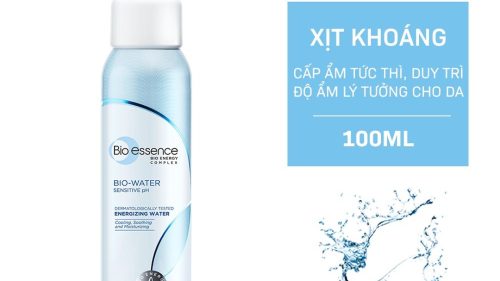 Bio essence
BIO ENERGY
COMPLEX
BIO-WATER
SENSITIVE pH
DERMATOLOGICALLY TESTED
ENERGIZING WATER
Cooling, Soothing
and Moisturizing
XỊT KHOÁNG
CẤP ẨM TỨC THÌ, DUY TRÌ
ĐỘ ẨM LÝ TƯỞNG CHO DA
100ML